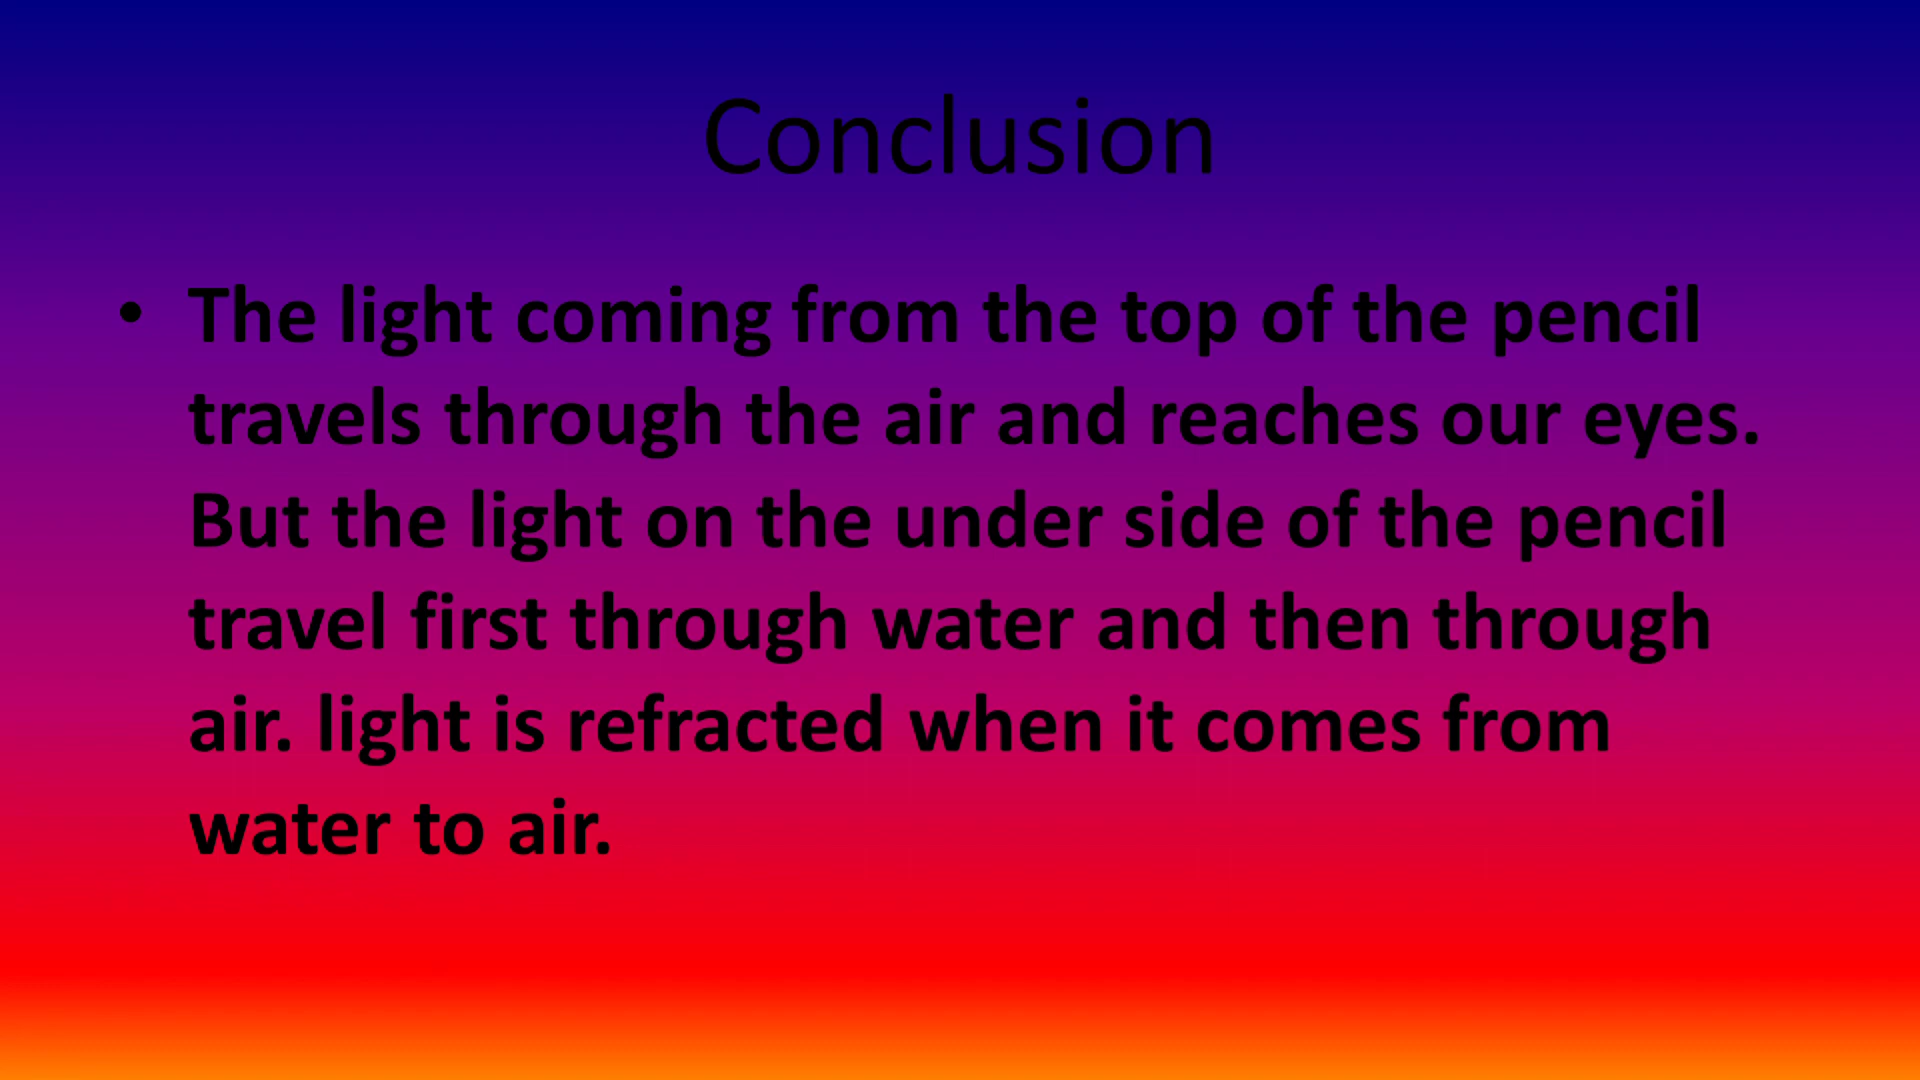 Conclusion
• The light coming from the top of the pencil
travels through the air and reaches our eyes.
But the light on the under side of the pencil
travel first through water and then through
air. light is refracted when it comes from
water to air.